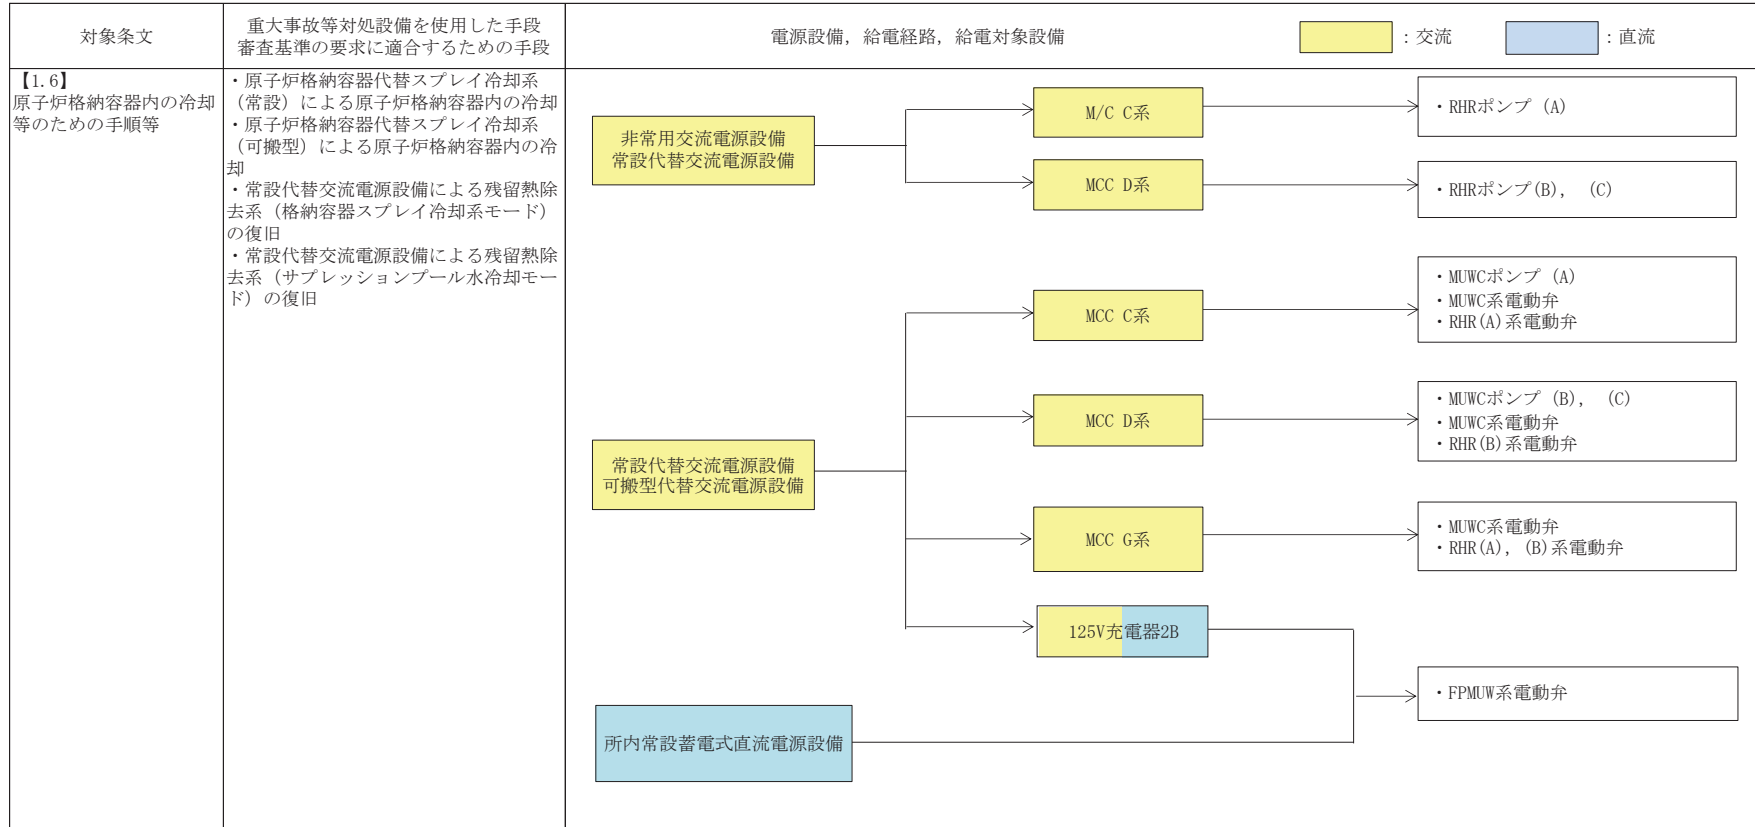 対象条文
重大事故等対処設備を使用した手段
審査基準の要求に適合するための手段
電源設備，給電経路，給電対象設備
：交流
：直流
【1.6】
原子炉格納容器内の冷却
等のための手順等
・原子炉格納容器代替スプレイ冷却系
（常設）による原子炉格納容器内の冷却
・原子炉格納容器代替スプレイ冷却系
（可搬型）による原子炉格納容器内の冷
却
・常設代替交流電源設備による残留熱除
去系（格納容器スプレイ冷却系モード）
の復旧
・常設代替交流電源設備による残留熱除
去系（サプレッションプール水冷却モー
ド）の復旧
非常用交流電源設備
常設代替交流電源設備
M/C C系
・RHRポンプ (A)
MCC D系
・RHRポンプ(B)， (C)
常設代替交流電源設備
可搬型代替交流電源設備
MCC C系
・MUWCポンプ (A)
・MUWC系電動弁
・RHR(A)系電動弁
MCC D系
・MUWCポンプ (B)， (C)
・MUWC系電動弁
・RHR(B)系電動弁
MCC G系
・MUWC系電動弁
・RHR(A)，(B)系電動弁
125V充電器2B
・FPMUW系電動弁
所内常設蓄電式直流電源設備